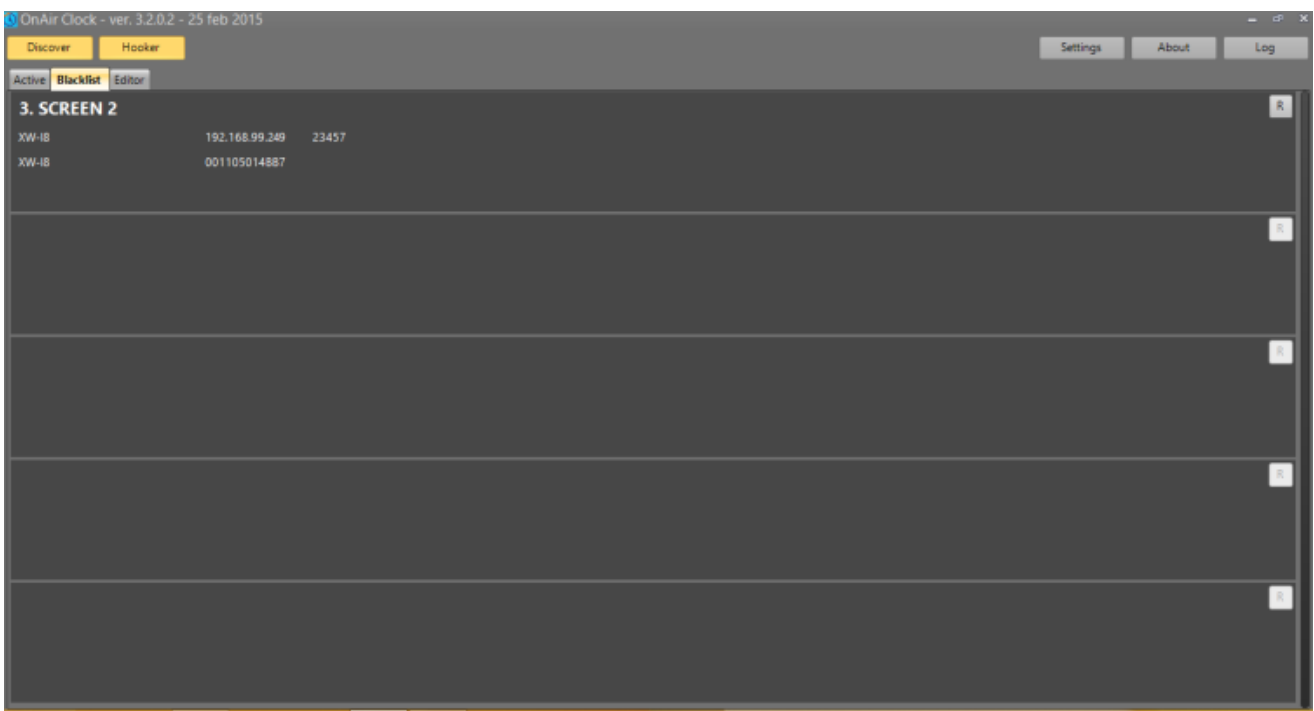 OnAir Clock - ver. 3.2.0.2 - 25 feb 2015
Discover Hooker Settings About Log
Active Blacklist Editor
3. SCREEN 2 R
XW-I8 192.168.99.249 23457
XW-I8 001105014887
R
R
R
R